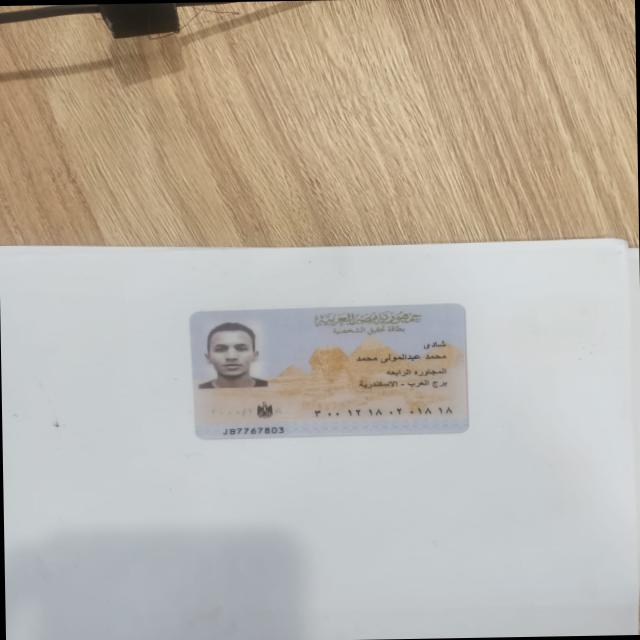 جمهورية مصر العربية
بطاقة تحقيق الشخصية
شادى
محمد عبدالمولى محمد
المجاوره الرابعه
برج العرب - الاسكندرية
٣٠٠١٢١٨٠٢٠١٨١٨
JB7767803